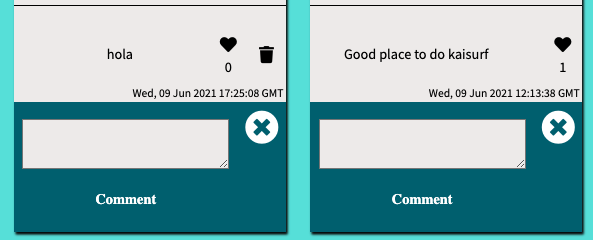 hola
0
Wed, 09 Jun 2021 17:25:08 GMT
Comment
Good place to do kaisurf
1
Wed, 09 Jun 2021 12:13:38 GMT
Comment